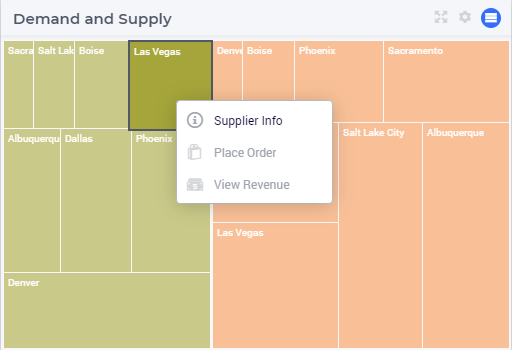 Demand and Supply
Sacra
Salt Lak
Boise
Las Vegas
Denve
Boise
Phoenix
Sacramento
Supplier Info
Place Order
View Revenue
Albuquerqu
Dallas
Phoenix
Salt Lake City
Albuquerque
Las Vegas
Denver